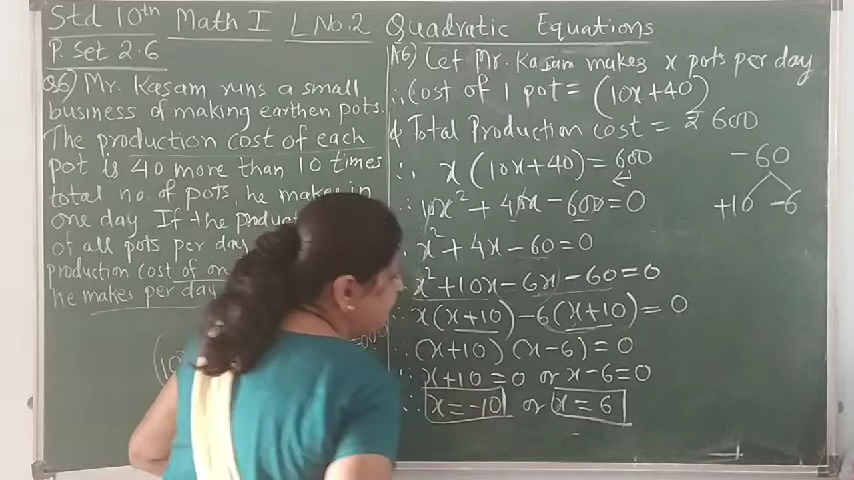 Std 10th Math I L No.2 Quadratic Equations
P. Set 2.6
Q6) Mr. Kasam runs a small
business of making earthen pots.
The production cost of each
pot is 40 more than 10 times
total no. of pots, he makes in
one day If the produc
of all pots per day
production cost of on
he makes per day
(10
A6) Let Mr. Kasam makes x pots per day
∴ Cost of 1 pot = (10x+40)
& Total Production cost = ₹ 600
∴ x(10x+40) = 600
∴ 10x² + 40x - 600 = 0
∴ x² + 4x - 60 = 0
x² + 10x - 6x - 60 = 0
∴ x(x+10) - 6(x+10) = 0
∴ (x+10)(x-6) = 0
∴ x+10 = 0 or x-6 = 0
∴ x = -10 or x = 6
-60
+10 -6